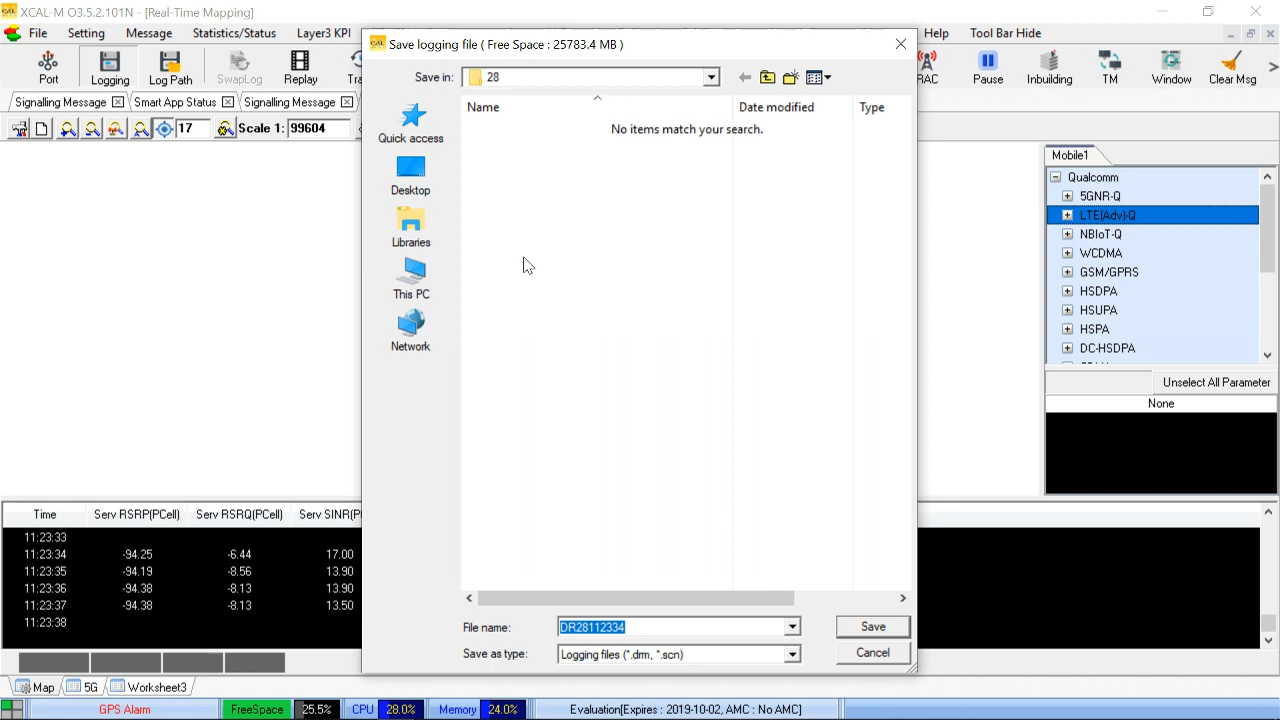 XCAL-M O3.5.2.101N - [Real-Time Mapping]
File Setting Message Statistics/Status Layer3 KPI Help Tool Bar Hide
Port Logging Log Path SwapLog Replay Pause Inbuilding TM Window Clear Msg
Signalling Message Smart App Status Signalling Message
17 Scale 1: 99604
Save logging file ( Free Space : 25783.4 MB )
Save in: 28
Name Date modified Type
No items match your search.
Quick access
Desktop
Libraries
This PC
Network
File name: DR28112334 Save
Save as type: Logging files (*.drm, *.scn) Cancel
Mobile1
Qualcomm
5GNR-Q
LTE(Adv)-Q
NBIoT-Q
WCDMA
GSM/GPRS
HSDPA
HSUPA
HSPA
DC-HSDPA
Unselect All Parameter
None
Time Serv RSRP(PCell) Serv RSRQ(PCell) Serv SINR(P
11:23:33
11:23:34 -94.25 -6.44 17.00
11:23:35 -94.19 -8.56 13.90
11:23:36 -94.38 -8.13 13.90
11:23:37 -94.38 -8.13 13.50
11:23:38
Map 5G Worksheet3
GPS Alarm FreeSpace 25.5% CPU 28.0% Memory 24.0% Evaluation[Expires : 2019-10-02, AMC : No AMC]